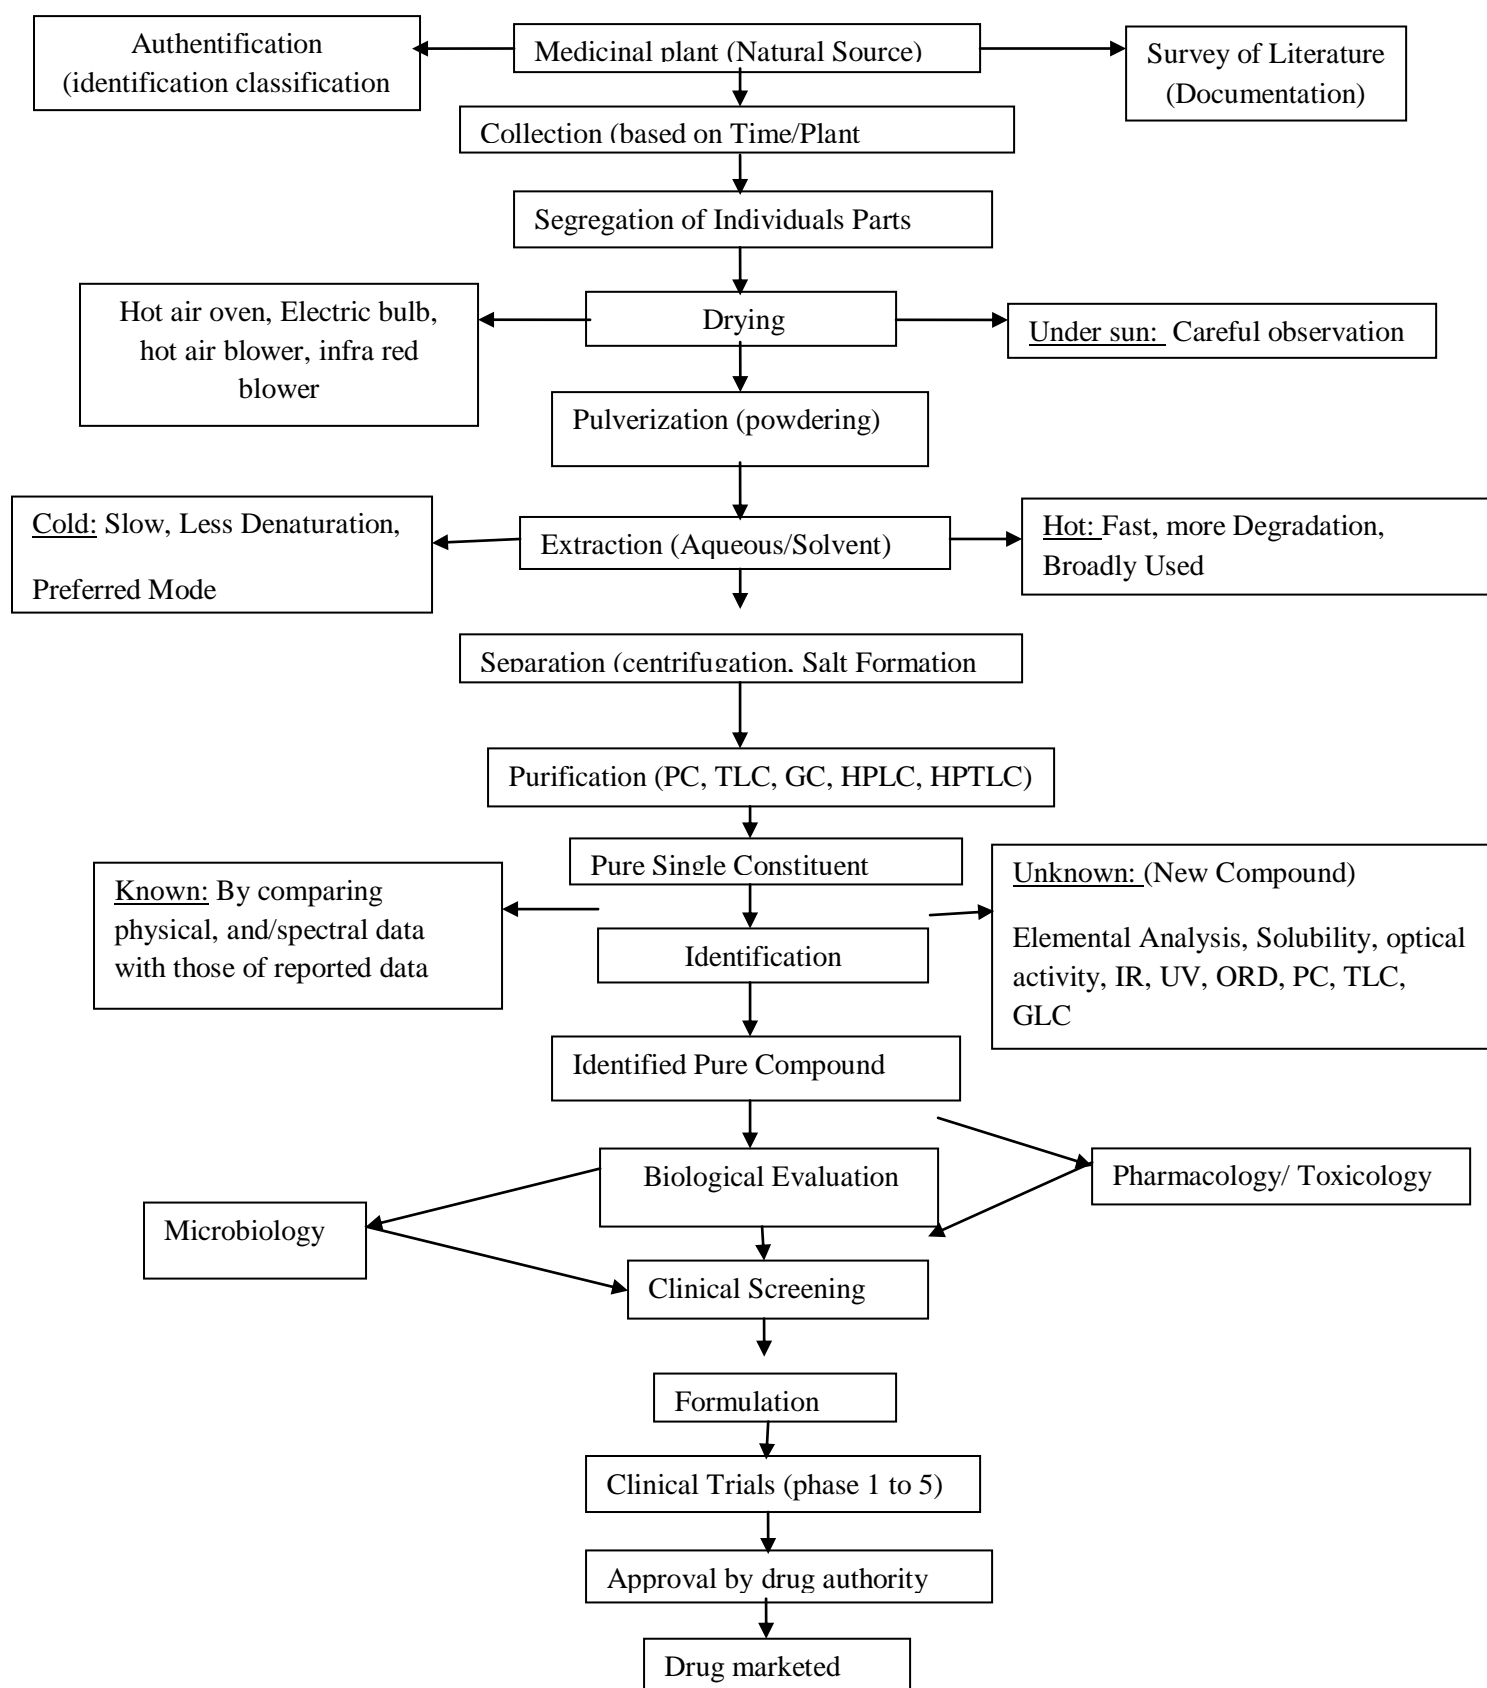 Authentification
(identification classification
Medicinal plant (Natural Source)
Survey of Literature
(Documentation)
Collection (based on Time/Plant
Segregation of Individuals Parts
Hot air oven, Electric bulb,
hot air blower, infra red
blower
Drying
Under sun: Careful observation
Pulverization (powdering)
Cold: Slow, Less Denaturation,
Preferred Mode
Extraction (Aqueous/Solvent)
Hot: Fast, more Degradation,
Broadly Used
Separation (centrifugation, Salt Formation
Purification (PC, TLC, GC, HPLC, HPTLC)
Pure Single Constituent
Known: By comparing
physical, and/spectral data
with those of reported data
Identification
Unknown: (New Compound)
Elemental Analysis, Solubility, optical
activity, IR, UV, ORD, PC, TLC,
GLC
Identified Pure Compound
Biological Evaluation
Pharmacology/ Toxicology
Microbiology
Clinical Screening
Formulation
Clinical Trials (phase 1 to 5)
Approval by drug authority
Drug marketed